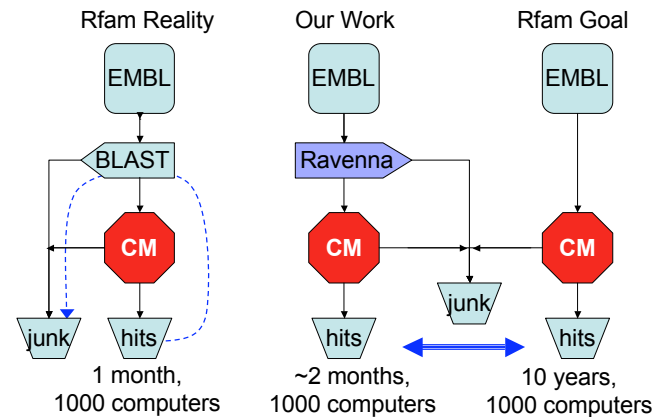 Rfam Reality
Our Work
Rfam Goal
EMBL
EMBL
EMBL
BLAST
Ravenna
CM
CM
CM
junk
hits
hits
junk
hits
1 month,
1000 computers
~2 months,
1000 computers
10 years,
1000 computers